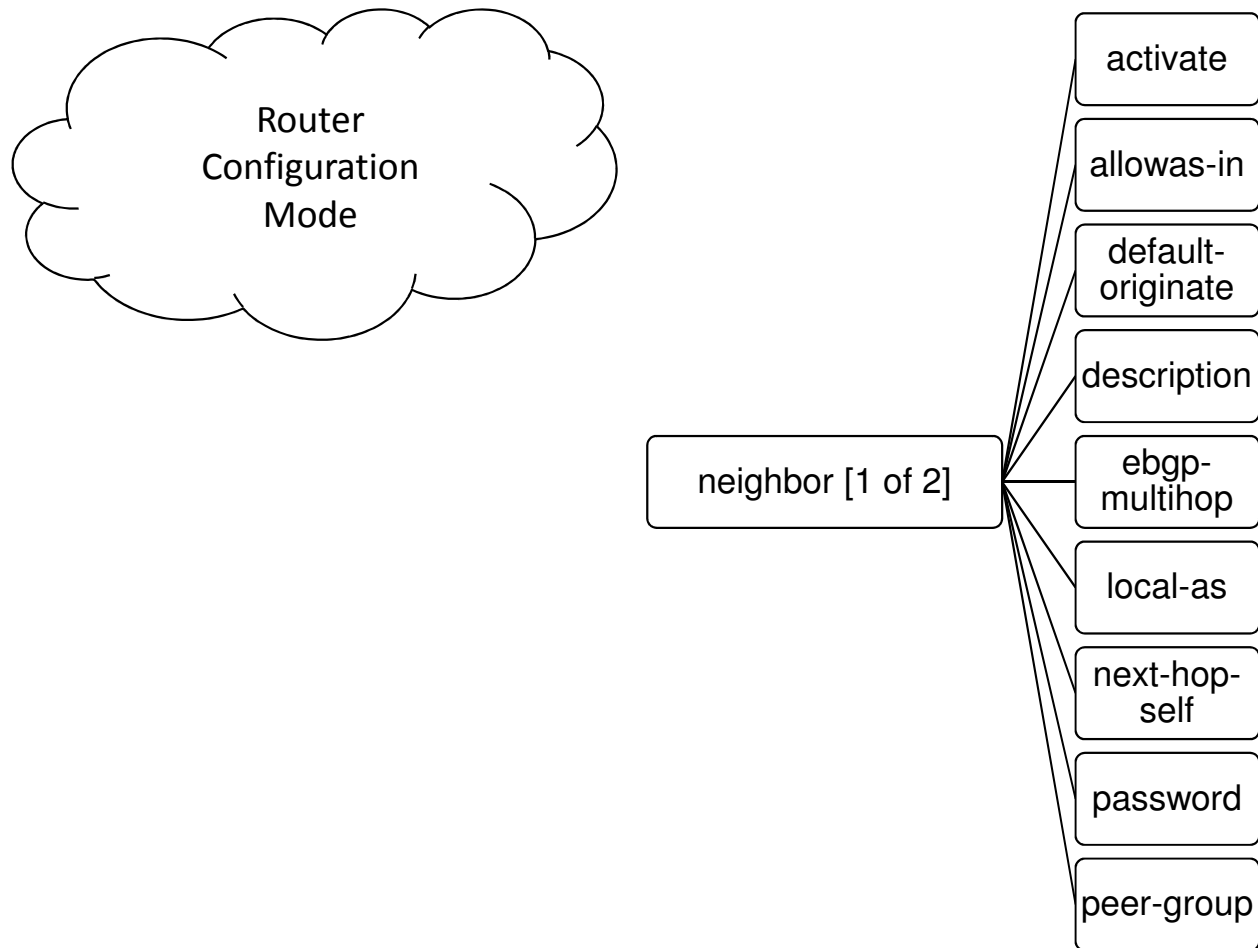 Router
Configuration
Mode
neighbor [1 of 2]
activate
allowas-in
default-
originate
description
ebgp-
multihop
local-as
next-hop-
self
password
peer-group